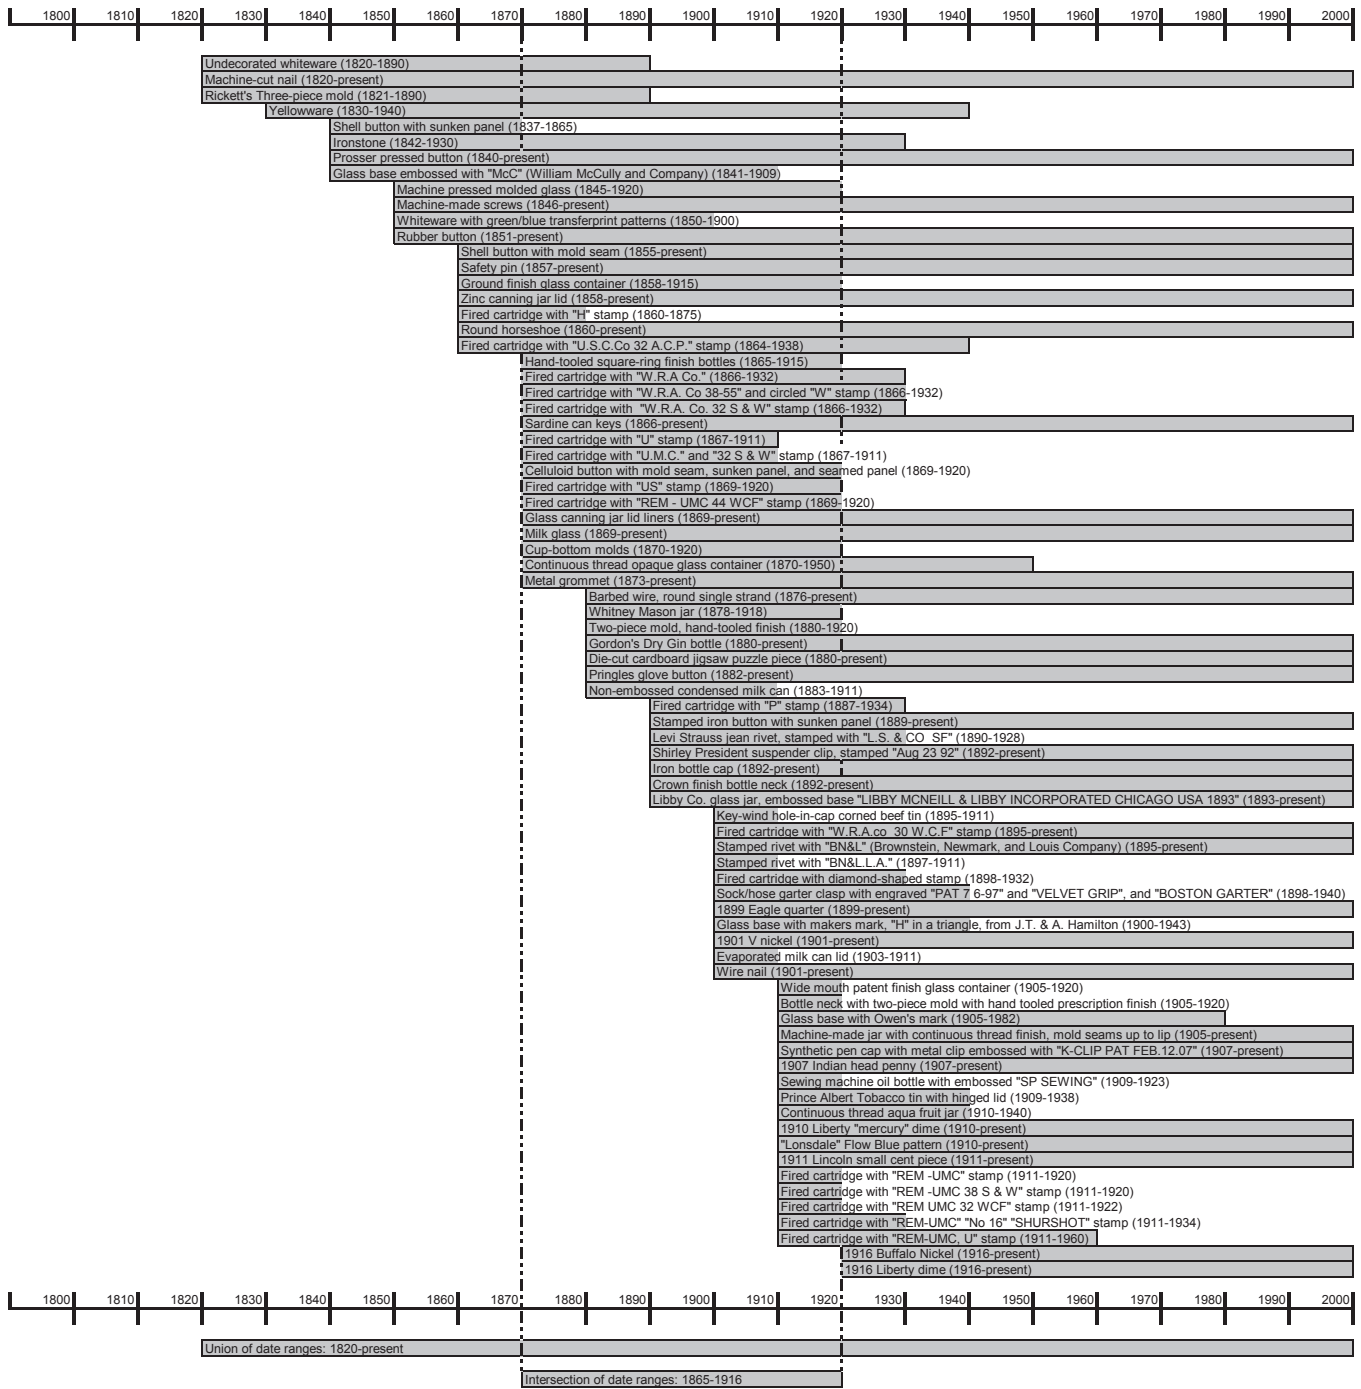 1800 1810 1820 1830 1840 1850 1860 1870 1880 1890 1900 1910 1920 1930 1940 1950 1960 1970 1980 1990 2000
Undecorated whiteware (1820-1890)
Machine-cut nail (1820-present)
Rickett's Three-piece mold (1821-1890)
Yellowware (1830-1940)
Shell button with sunken panel (1837-1865)
Ironstone (1842-1930)
Prosser pressed button (1840-present)
Glass base embossed with "McC" (William McCully and Company) (1841-1909)
Machine pressed molded glass (1845-1920)
Machine-made screws (1846-present)
Whiteware with green/blue transferprint patterns (1850-1900)
Rubber button (1851-present)
Shell button with mold seam (1855-present)
Safety pin (1857-present)
Ground finish glass container (1858-1915)
Zinc canning jar lid (1858-present)
Fired cartridge with "H" stamp (1860-1875)
Round horseshoe (1860-present)
Fired cartridge with "U.S.C.Co 32 A.C.P." stamp (1864-1938)
Hand-tooled square-ring finish bottles (1865-1915)
Fired cartridge with "W.R.A Co." (1866-1932)
Fired cartridge with "W.R.A. Co 38-55" and circled "W" stamp (1866-1932)
Fired cartridge with "W.R.A. Co. 32 S & W" stamp (1866-1932)
Sardine can keys (1866-present)
Fired cartridge with "U" stamp (1867-1911)
Fired cartridge with "U.M.C." and "32 S & W" stamp (1867-1911)
Celluloid button with mold seam, sunken panel, and seamed panel (1869-1920)
Fired cartridge with "US" stamp (1869-1920)
Fired cartridge with "REM - UMC 44 WCF" stamp (1869-1920)
Glass canning jar lid liners (1869-present)
Milk glass (1869-present)
Cup-bottom molds (1870-1920)
Continuous thread opaque glass container (1870-1950)
Metal grommet (1873-present)
Barbed wire, round single strand (1876-present)
Whitney Mason jar (1878-1918)
Two-piece mold, hand-tooled finish (1880-1920)
Gordon's Dry Gin bottle (1880-present)
Die-cut cardboard jigsaw puzzle piece (1880-present)
Pringles glove button (1882-present)
Non-embossed condensed milk can (1883-1911)
Fired cartridge with "P" stamp (1887-1934)
Stamped iron button with sunken panel (1889-present)
Levi Strauss jean rivet, stamped with "L.S. & CO SF" (1890-1928)
Shirley President suspender clip, stamped "Aug 23 92" (1892-present)
Iron bottle cap (1892-present)
Crown finish bottle neck (1892-present)
Libby Co. glass jar, embossed base "LIBBY MCNEILL & LIBBY INCORPORATED CHICAGO USA 1893" (1893-present)
Key-wind hole-in-cap corned beef tin (1895-1911)
Fired cartridge with "W.R.A.co 30 W.C.F" stamp (1895-present)
Stamped rivet with "BN&L" (Brownstein, Newmark, and Louis Company) (1895-present)
Stamped rivet with "BN&L.L.A." (1897-1911)
Fired cartridge with diamond-shaped stamp (1898-1932)
Sock/hose garter clasp with engraved "PAT 7 6-97" and "VELVET GRIP", and "BOSTON GARTER" (1898-1940)
1899 Eagle quarter (1899-present)
Glass base with makers mark, "H" in a triangle, from J.T. & A. Hamilton (1900-1943)
1901 V nickel (1901-present)
Evaporated milk can lid (1903-1911)
Wire nail (1901-present)
Wide mouth patent finish glass container (1905-1920)
Bottle neck with two-piece mold with hand tooled prescription finish (1905-1920)
Glass base with Owen's mark (1905-1982)
Machine-made jar with continuous thread finish, mold seams up to lip (1905-present)
Synthetic pen cap with metal clip embossed with "K-CLIP PAT FEB.12.07" (1907-present)
1907 Indian head penny (1907-present)
Sewing machine oil bottle with embossed "SP SEWING" (1909-1923)
Prince Albert Tobacco tin with hinged lid (1909-1938)
Continuous thread aqua fruit jar (1910-1940)
1910 Liberty "mercury" dime (1910-present)
"Lonsdale" Flow Blue pattern (1910-present)
1911 Lincoln small cent piece (1911-present)
Fired cartridge with "REM -UMC" stamp (1911-1920)
Fired cartridge with "REM -UMC 38 S & W" stamp (1911-1920)
Fired cartridge with "REM UMC 32 WCF" stamp (1911-1922)
Fired cartridge with "REM-UMC" "No 16" "SHURSHOT" stamp (1911-1934)
Fired cartridge with "REM-UMC, U" stamp (1911-1960)
1916 Buffalo Nickel (1916-present)
1916 Liberty dime (1916-present)
1800 1810 1820 1830 1840 1850 1860 1870 1880 1890 1900 1910 1920 1930 1940 1950 1960 1970 1980 1990 2000
Union of date ranges: 1820-present
Intersection of date ranges: 1865-1916